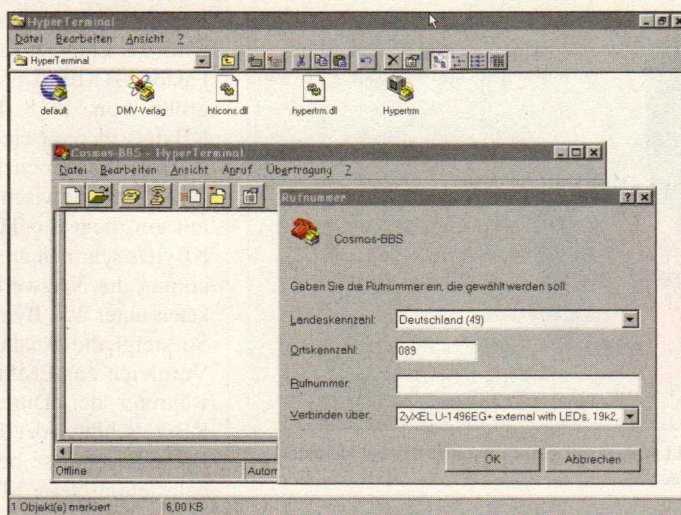 HyperTerminal
Datei Bearbeiten Ansicht ?
HyperTerminal
default DMV-Verlag hticons.dll hypertrm.dll Hypertrm
Cosmos-BBS - HyperTerminal
Datei Bearbeiten Ansicht Anruf Übertragung ?
Rufnummer
Cosmos-BBS
Geben Sie die Rufnummer ein, die gewählt werden soll:
Landeskennzahl: Deutschland (49)
Ortskennzahl: 089
Rufnummer:
Verbinden über: ZyXEL U-1496EG+ external with LEDs, 19k2,
OK Abbrechen
Offline Autom
1 Objekt(e) markiert 6,00 KB